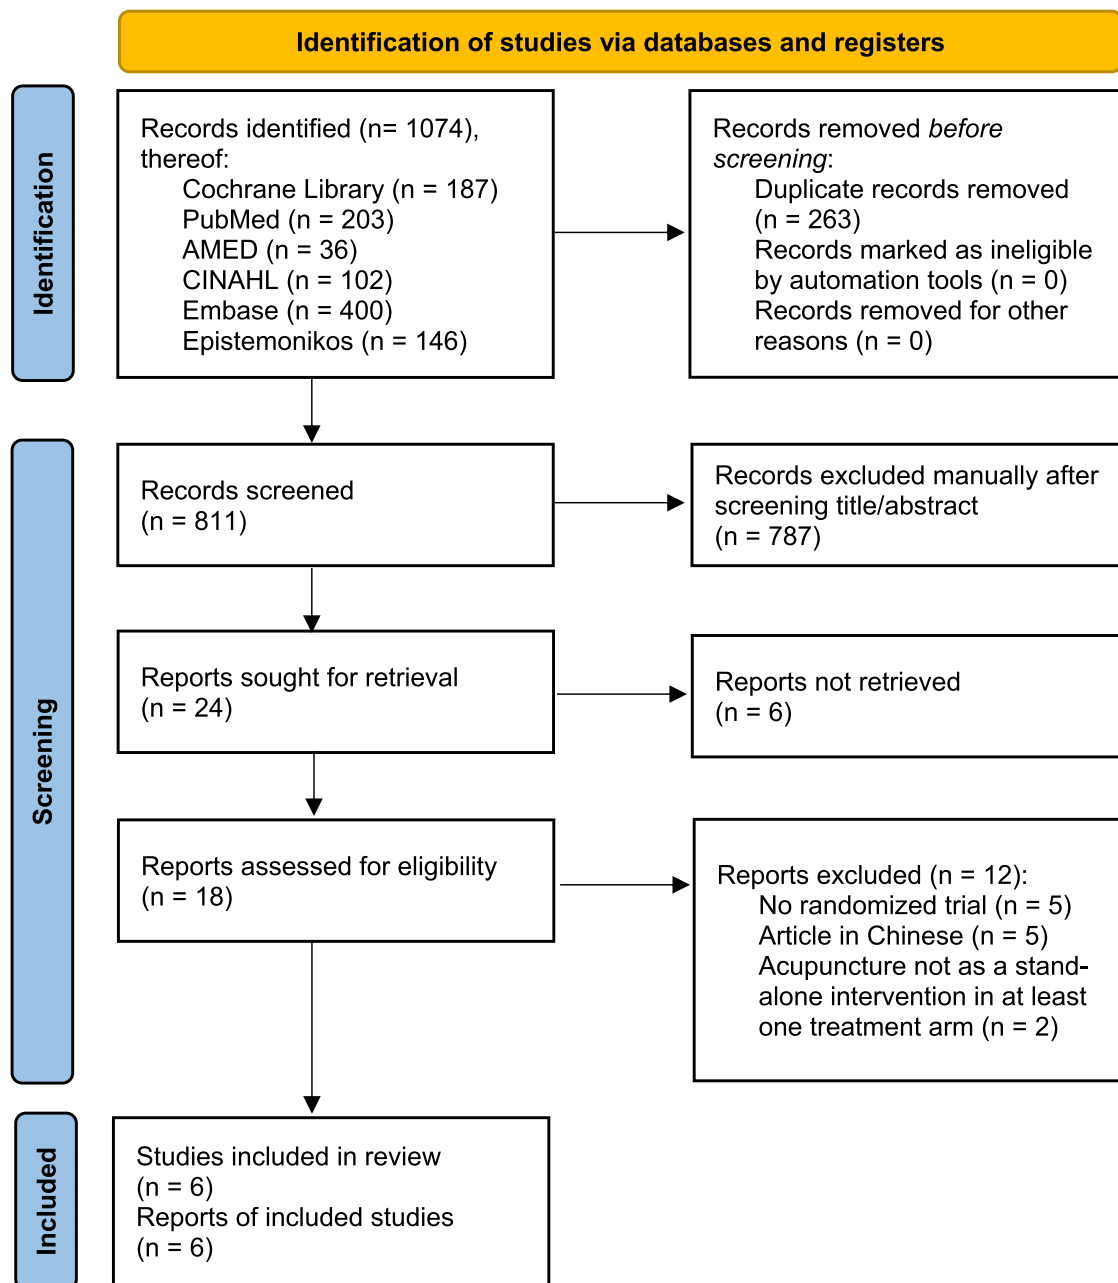 Identification of studies via databases and registers
Identification
Records identified (n= 1074),
thereof:
Cochrane Library (n = 187)
PubMed (n = 203)
AMED (n = 36)
CINAHL (n = 102)
Embase (n = 400)
Epistemonikos (n = 146)
Records removed before
screening:
Duplicate records removed
(n = 263)
Records marked as ineligible
by automation tools (n = 0)
Records removed for other
reasons (n = 0)
Screening
Records screened
(n = 811)
Records excluded manually after
screening title/abstract
(n = 787)
Reports sought for retrieval
(n = 24)
Reports not retrieved
(n = 6)
Reports assessed for eligibility
(n = 18)
Reports excluded (n = 12):
No randomized trial (n = 5)
Article in Chinese (n = 5)
Acupuncture not as a stand-
alone intervention in at least
one treatment arm (n = 2)
Included
Studies included in review
(n = 6)
Reports of included studies
(n = 6)